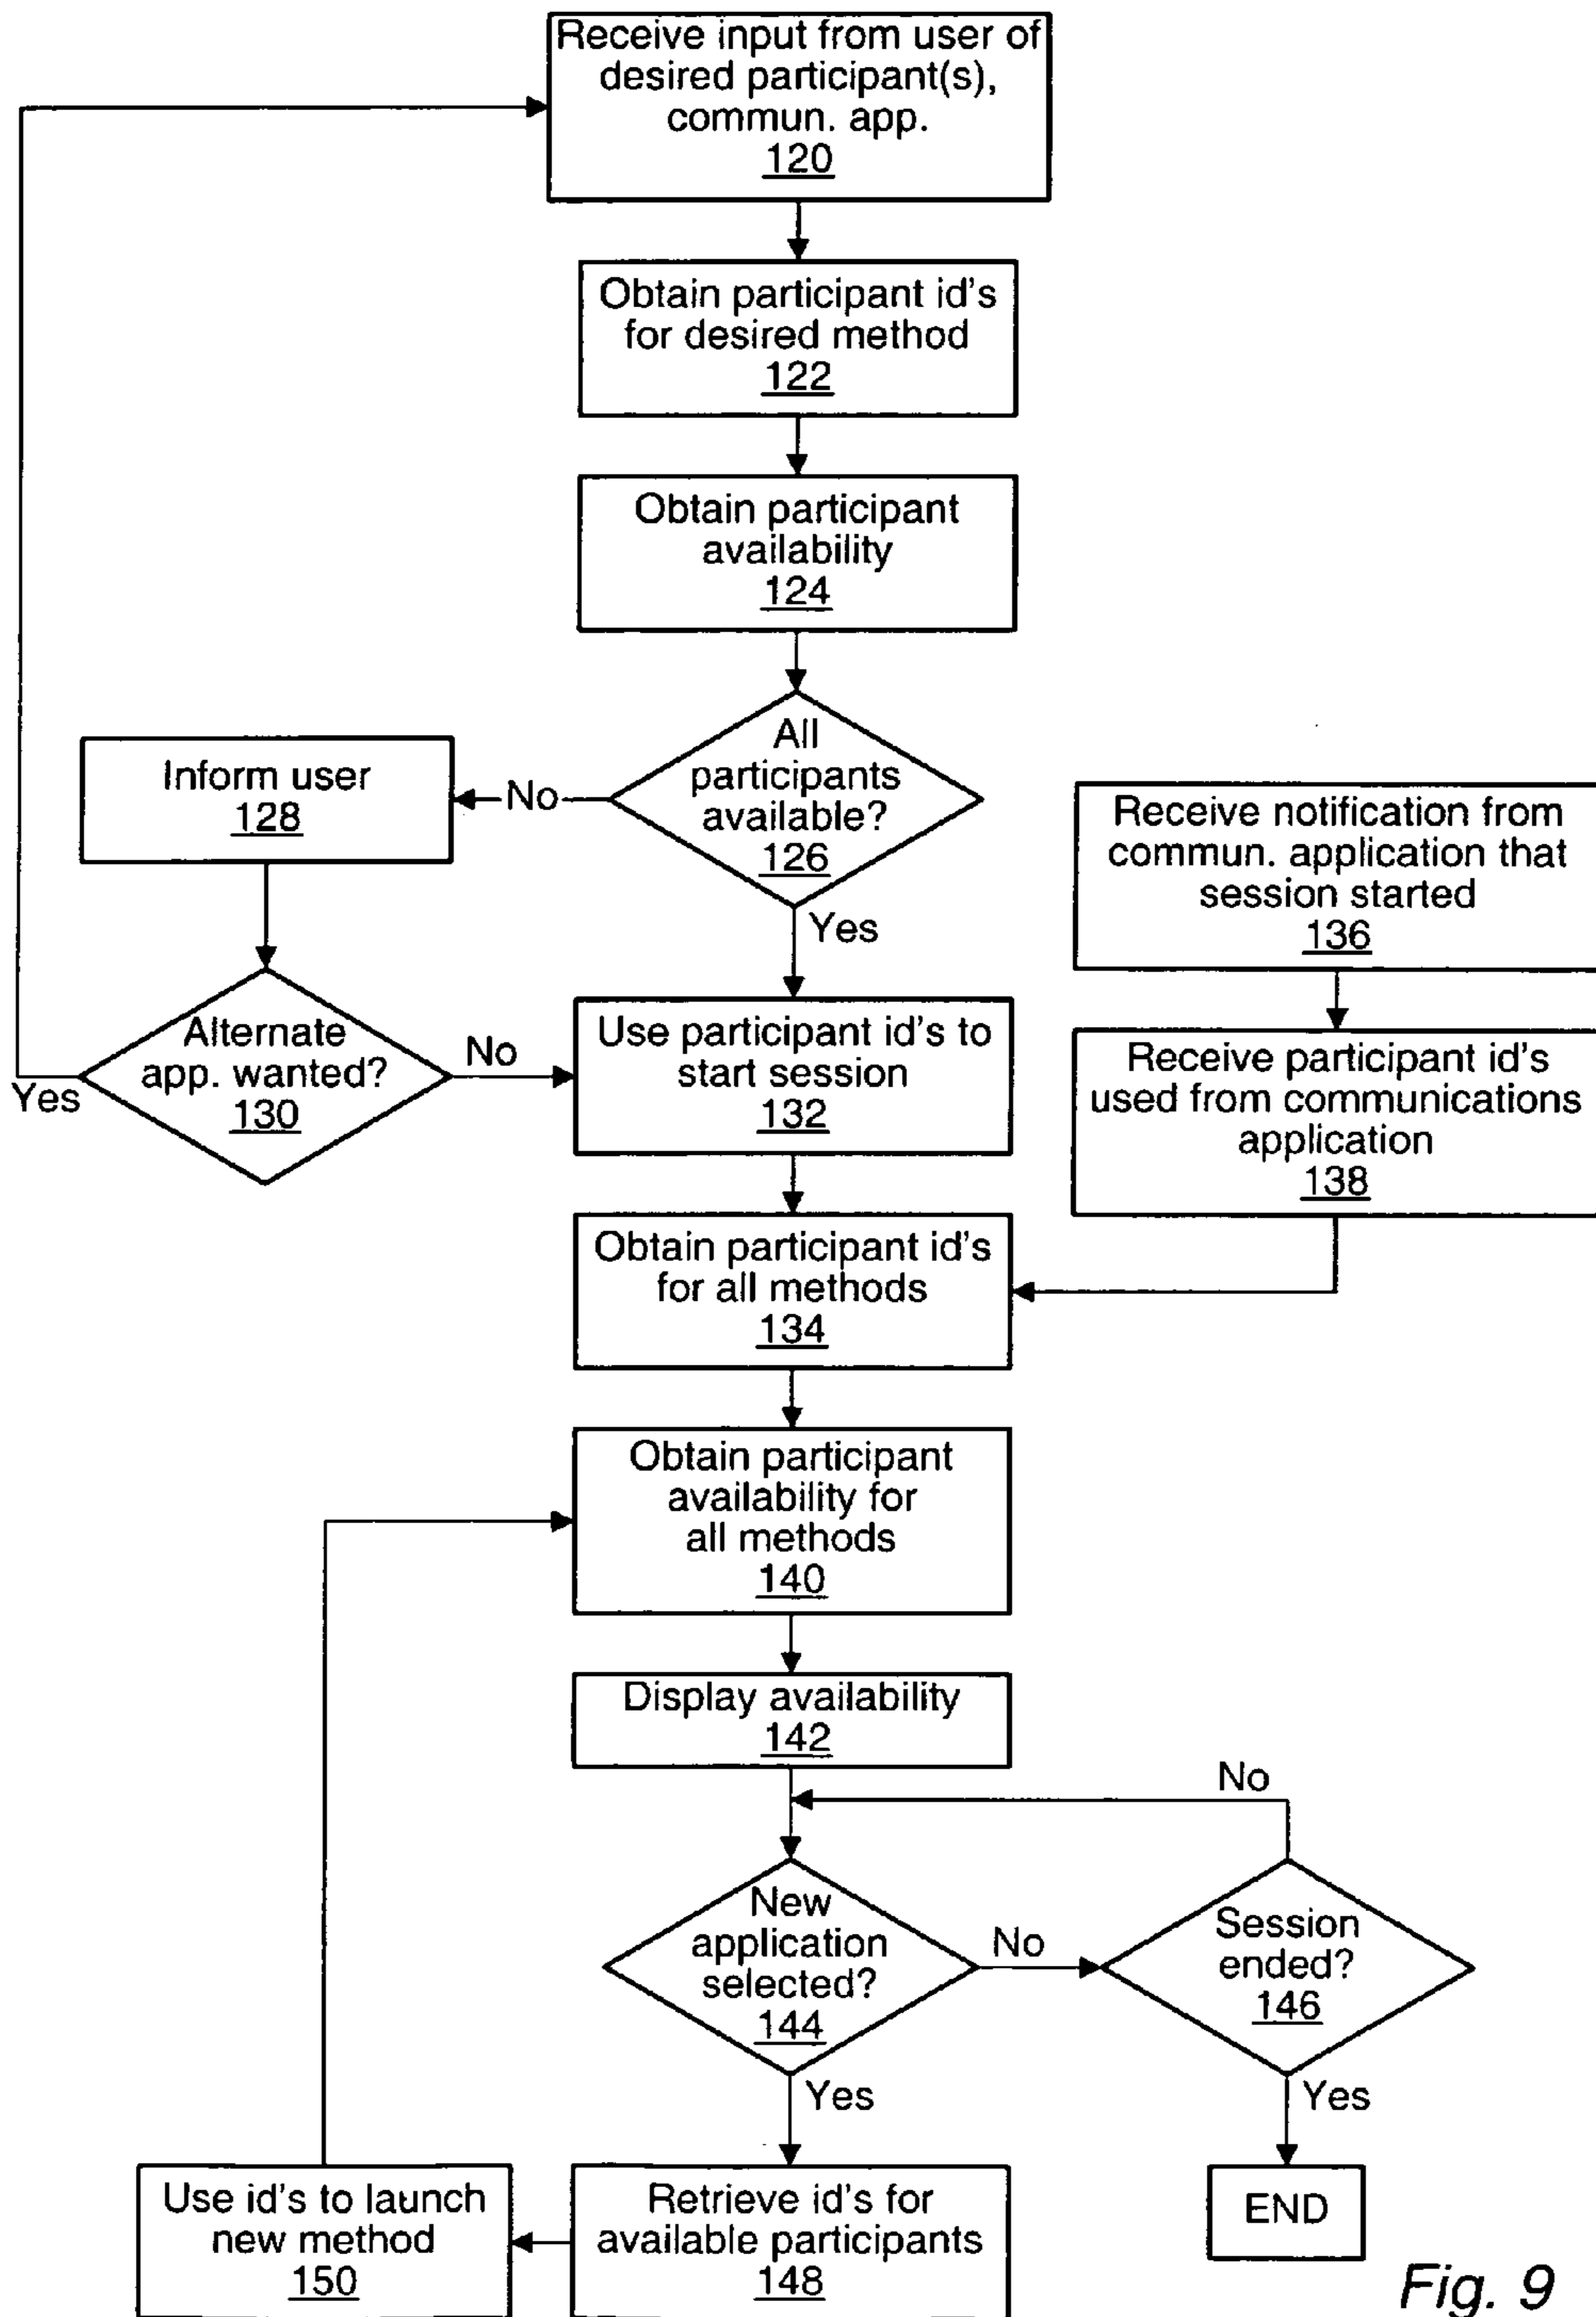 Receive input from user of
desired participant(s),
commun. app.
120
Obtain participant id's
for desired method
122
Obtain participant
availability
124
All
participants
available?
126
No
Yes
Inform user
128
Alternate
app. wanted?
130
Yes
No
Use participant id's to
start session
132
Receive notification from
commun. application that
session started
136
Receive participant id's
used from communications
application
138
Obtain participant id's
for all methods
134
Obtain participant
availability for
all methods
140
Display availability
142
No
New
application
selected?
144
No
Session
ended?
146
Yes
Yes
Use id's to launch
new method
150
Retrieve id's for
available participants
148
END
Fig. 9